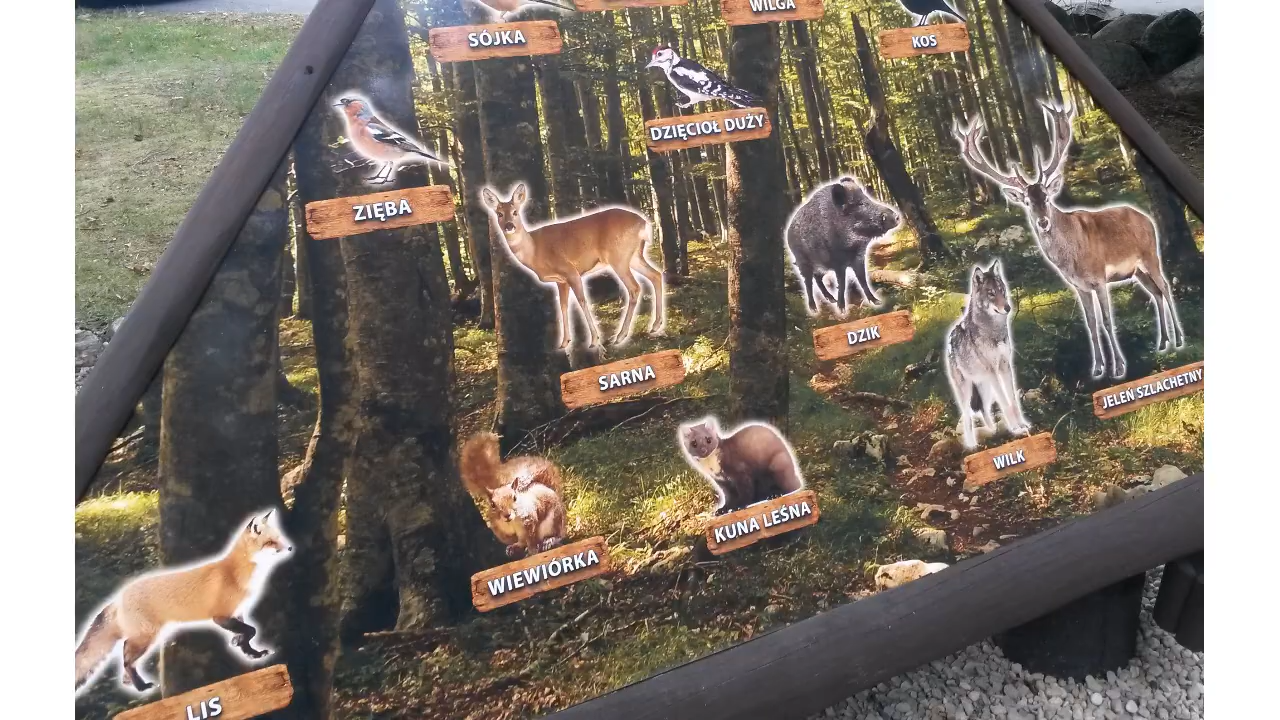 WILGA
SÓJKA
KOS
DZIĘCIOŁ DUŻY
ZIĘBA
DZIK
SARNA
JELEŃ SZLACHETNY
WILK
KUNA LEŚNA
WIEWIÓRKA
LIS